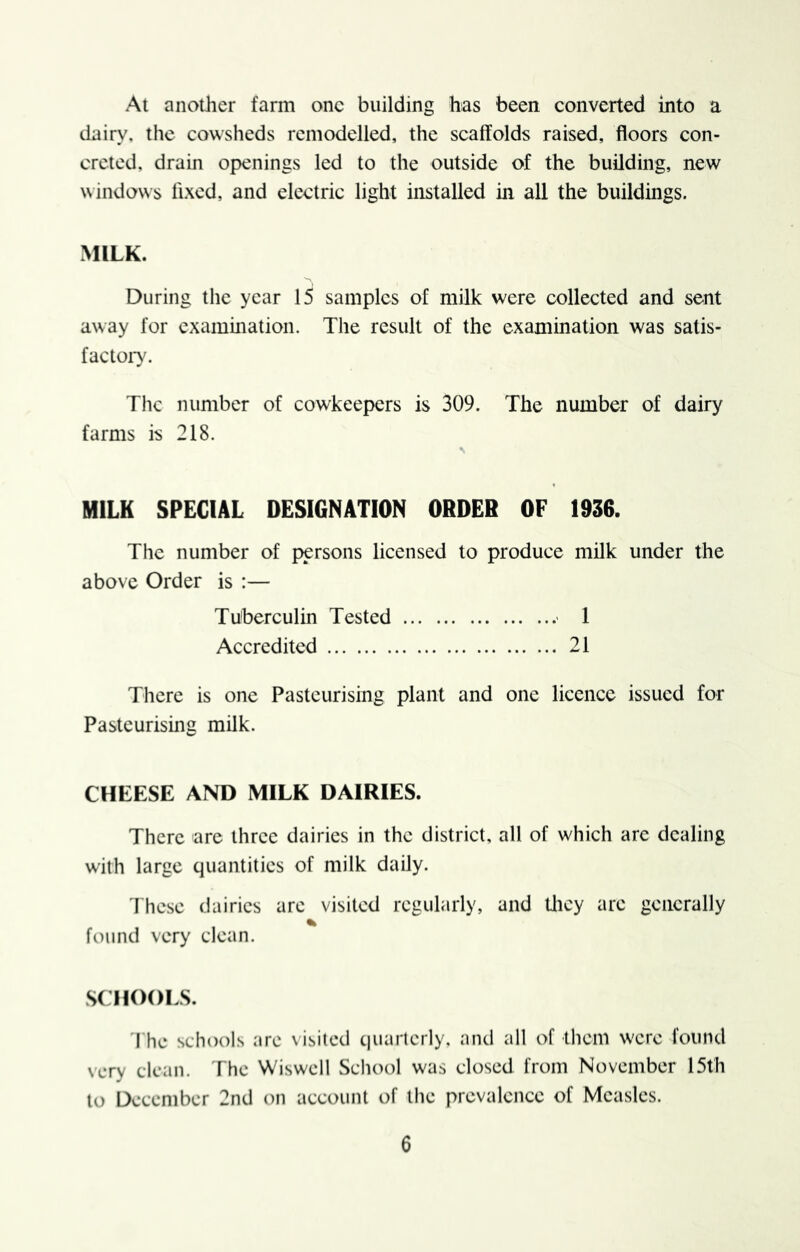 At another farm one building has been converted into a
dairy, the cowsheds remodelled, the scaffolds raised, floors con-
creted, drain openings led to the outside of the building, new
windows fixed, and electric light installed in all the buildings.
MILK.
During the year 15 samples of milk were collected and sent
away for examination. The result of the examination was satis-
factory.
The number of cowkeepers is 309. The number of dairy
farms is 218.
MILK SPECIAL DESIGNATION ORDER OF 1936.
The number of persons licensed to produce milk under the
above Order is :—
Tuberculin Tested ... ... ... ... ... 1
Accredited ... ... ... ... ... ... ... ... 21
There is one Pasteurising plant and one licence issued for
Pasteurising milk.
CHEESE AND MILK DAIRIES.
There are three dairies in the district, all of which are dealing
with large quantities of milk daily.
These dairies are visited regularly, and they are generally
found very clean.
SCHOOLS.
The schools are visited quarterly, and all of them were found
very clean. The Wiswell School was closed from November 15th
to December 2nd on account of the prevalence of Measles.
6